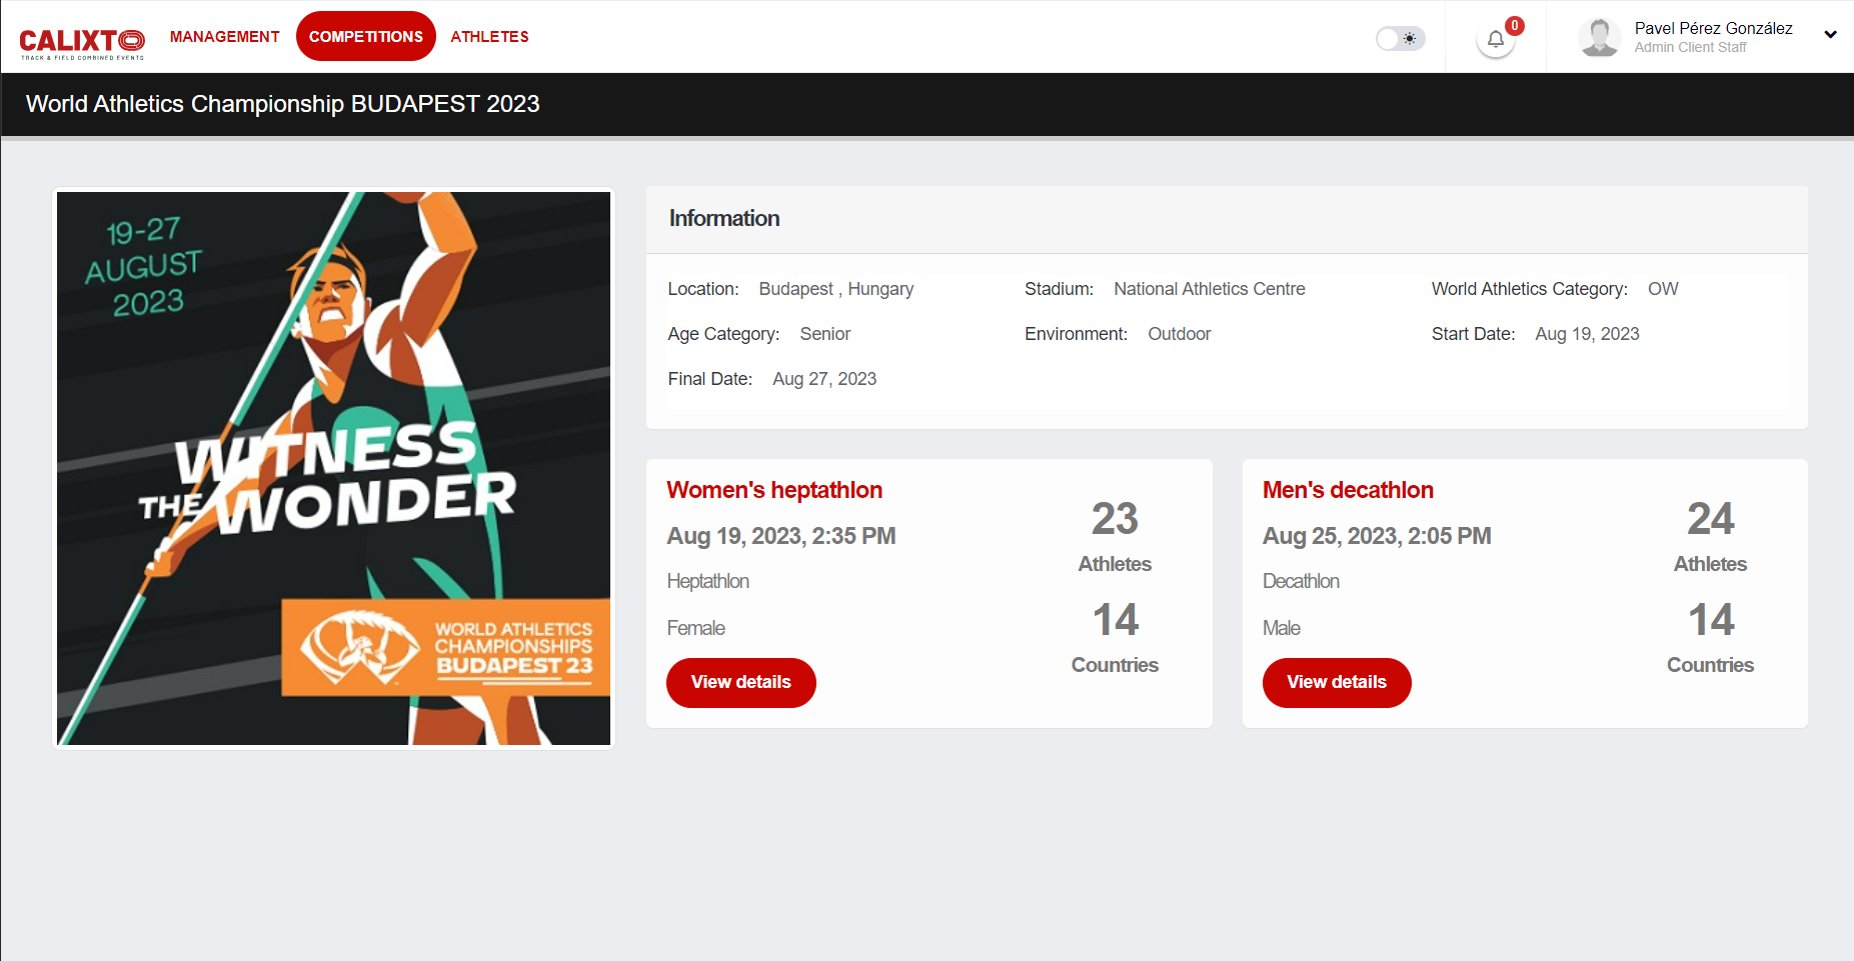 CALIXTO
TRACK & FIELD COMBINED EVENTS
MANAGEMENT
COMPETITIONS
ATHLETES
0
Pavel Pérez González
Admin Client Staff
World Athletics Championship BUDAPEST 2023
19-27
AUGUST
2023
WITNESS
THE WONDER
WORLD ATHLETICS
CHAMPIONSHIPS
BUDAPEST 23
Information
Location: Budapest , Hungary
Stadium: National Athletics Centre
World Athletics Category: OW
Age Category: Senior
Environment: Outdoor
Start Date: Aug 19, 2023
Final Date: Aug 27, 2023
Women's heptathlon
Aug 19, 2023, 2:35 PM
Heptathlon
Female
View details
23
Athletes
14
Countries
Men's decathlon
Aug 25, 2023, 2:05 PM
Decathlon
Male
View details
24
Athletes
14
Countries